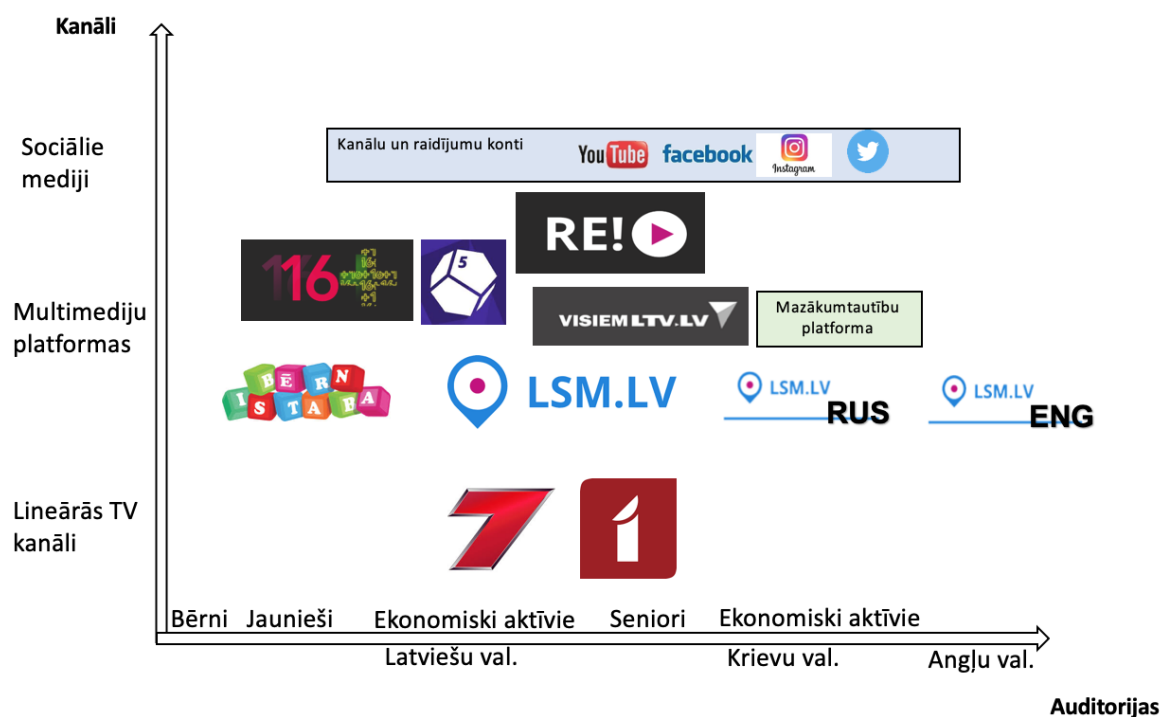 Kanāli
Sociālie
mediji
Kanālu un raidījumu konti
YouTube
facebook
Instagram
RE!
116
5
VISIEMLTV.LV
Mazākumtautību
platforma
Multimediju
platformas
BĒRN
ISTABA
LSM.LV
LSM.LV
RUS
LSM.LV
ENG
Lineārās TV
kanāli
7
1
Bērni
Jaunieši
Ekonomiski aktīvie
Seniori
Ekonomiski aktīvie
Latviešu val.
Krievu val.
Angļu val.
Auditorijas